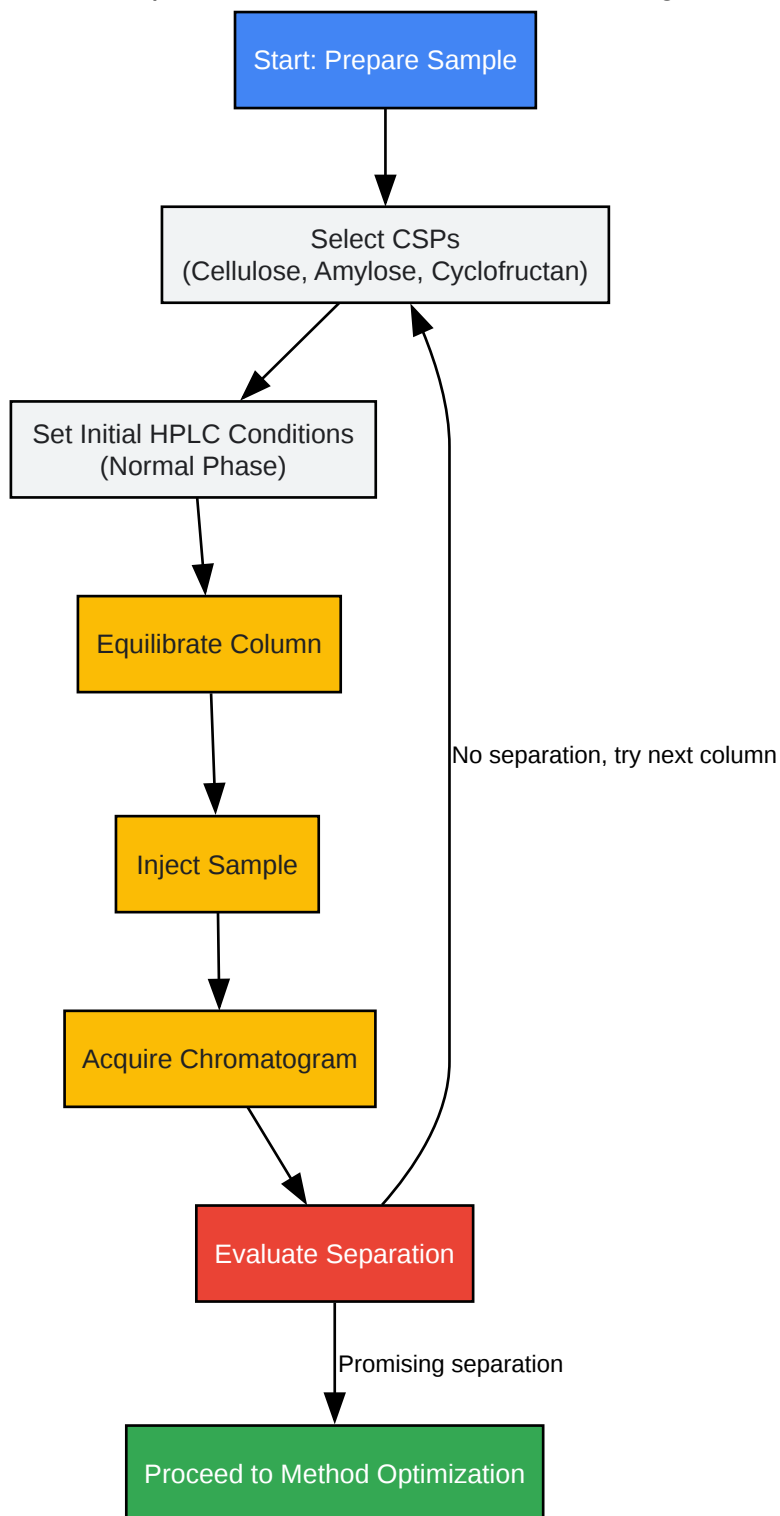 Start: Prepare Sample
Select CSPs
(Cellulose, Amylose, Cyclofructan)
Set Initial HPLC Conditions
(Normal Phase)
Equilibrate Column
No separation, try next column
Inject Sample
Acquire Chromatogram
Evaluate Separation
Promising separation
Proceed to Method Optimization